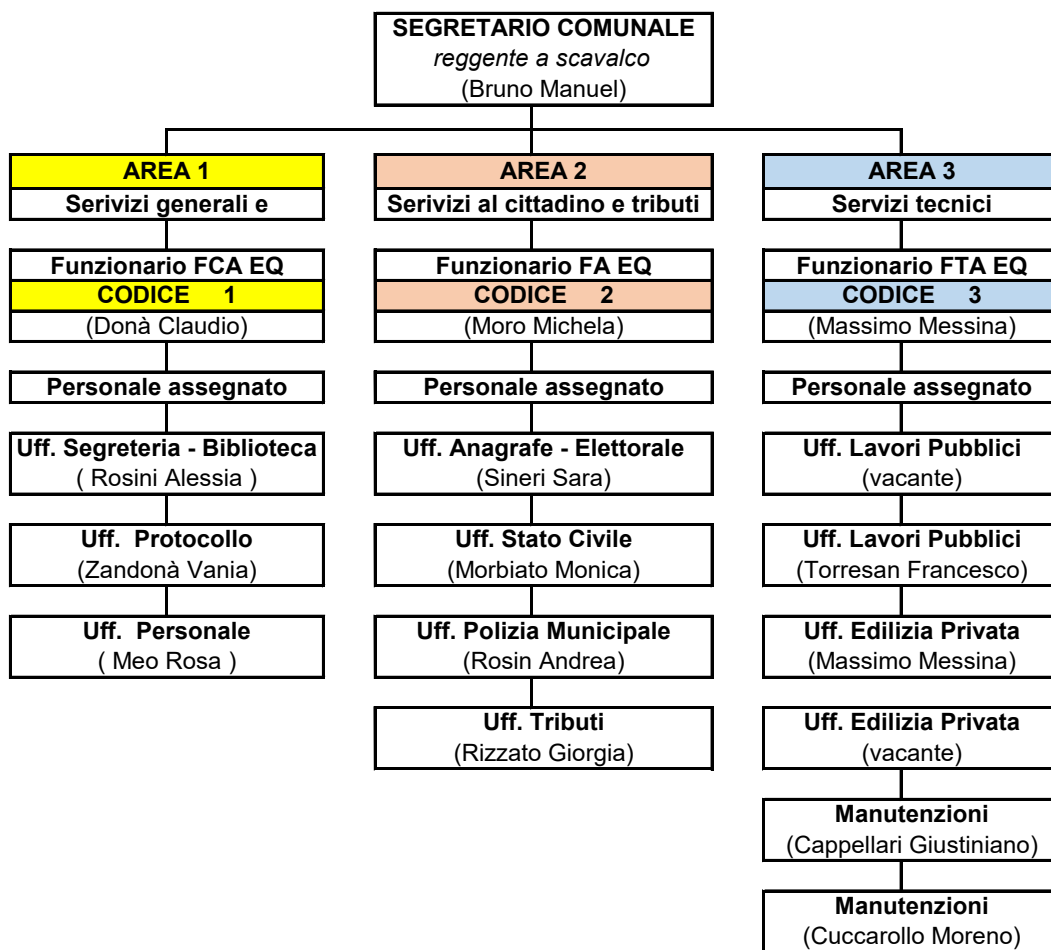 SEGRETARIO COMUNALE
reggente a scavalco
(Bruno Manuel)
AREA 1
Serivizi generali e
Funzionario FCA EQ
CODICE 1
(Donà Claudio)
Personale assegnato
Uff. Segreteria - Biblioteca
( Rosini Alessia )
Uff. Protocollo
(Zandonà Vania)
Uff. Personale
( Meo Rosa )
AREA 2
Serivizi al cittadino e tributi
Funzionario FA EQ
CODICE 2
(Moro Michela)
Personale assegnato
Uff. Anagrafe - Elettorale
(Sineri Sara)
Uff. Stato Civile
(Morbiato Monica)
Uff. Polizia Municipale
(Rosin Andrea)
Uff. Tributi
(Rizzato Giorgia)
AREA 3
Servizi tecnici
Funzionario FTA EQ
CODICE 3
(Massimo Messina)
Personale assegnato
Uff. Lavori Pubblici
(vacante)
Uff. Lavori Pubblici
(Torresan Francesco)
Uff. Edilizia Privata
(Massimo Messina)
Uff. Edilizia Privata
(vacante)
Manutenzioni
(Cappellari Giustiniano)
Manutenzioni
(Cuccarollo Moreno)